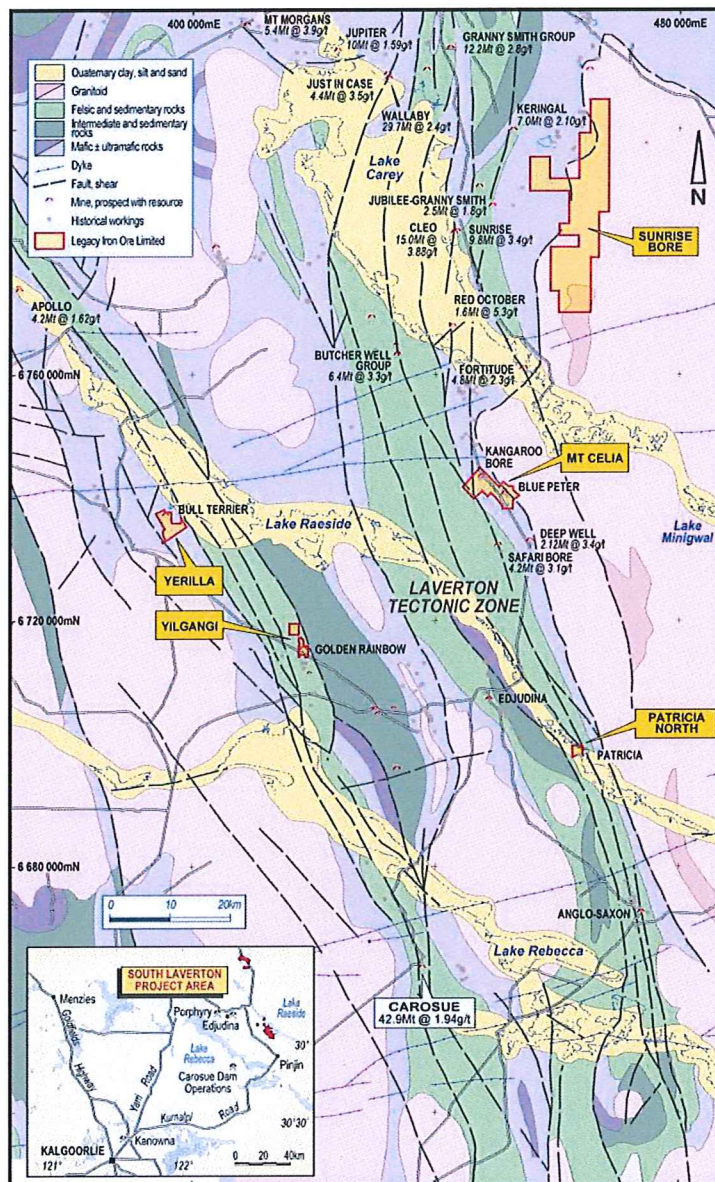 400 000mE
480 000mE
MT MORGANS
5.4Mt @ 3.9g/t
JUPITER
10Mt @ 1.59g/t
GRANNY SMITH GROUP
12.2Mt @ 2.8g/t
Quaternary clay, silt and sand
Granitoid
Felsic and sedimentary rocks
Intermediate and sedimentary
rocks
Mafic ± ultramafic rocks
Dyke
Fault, shear
Mine, prospect with resource
Historical workings
Legacy Iron Ore Limited
JUST IN CASE
4.4Mt @ 3.5g/t
WALLABY
29.7Mt @ 2.4g/t
KERINGAL
7.0Mt @ 2.10g/t
Lake
Carey
N
JUBILEE-GRANNY SMITH
2.5Mt @ 1.8g/t
CLEO
15.0Mt @
3.88g/t
SUNRISE
9.8Mt @ 3.4g/t
SUNRISE
BORE
APOLLO
4.2Mt @ 1.62g/t
RED OCTOBER
1.6Mt @ 5.3g/t
BUTCHER WELL
GROUP
6.4Mt @ 3.3g/t
FORTITUDE
4.8Mt @ 2.3g/t
6 760 000mN
KANGAROO
BORE
MT CELIA
BLUE PETER
BULL TERRIER
Lake Raeside
Lake
Minigwal
DEEP WELL
2.12Mt @ 3.4g/t
SAFARI BORE
4.2Mt @ 3.1g/t
YERILLA
LAVERTON
TECTONIC ZONE
6 720 000mN
YILGANGI
GOLDEN RAINBOW
EDJUDINA
PATRICIA
NORTH
PATRICIA
6 680 000mN
0 10 20km
ANGLO-SAXON
Lake Rebecca
CAROSUE
42.9Mt @ 1.94g/t
SOUTH LAVERTON
PROJECT AREA
Menzies
Porphyry
Edjudina
Lake
Raeside
Goldfields
Highway
Yarri Road
Lake
Rebecca
30'
Pinjin
Carosue Dam
Operations
Kurnalpi Road
30°30'
Kanowna
KALGOORLIE
121°
122°
0 20 40km